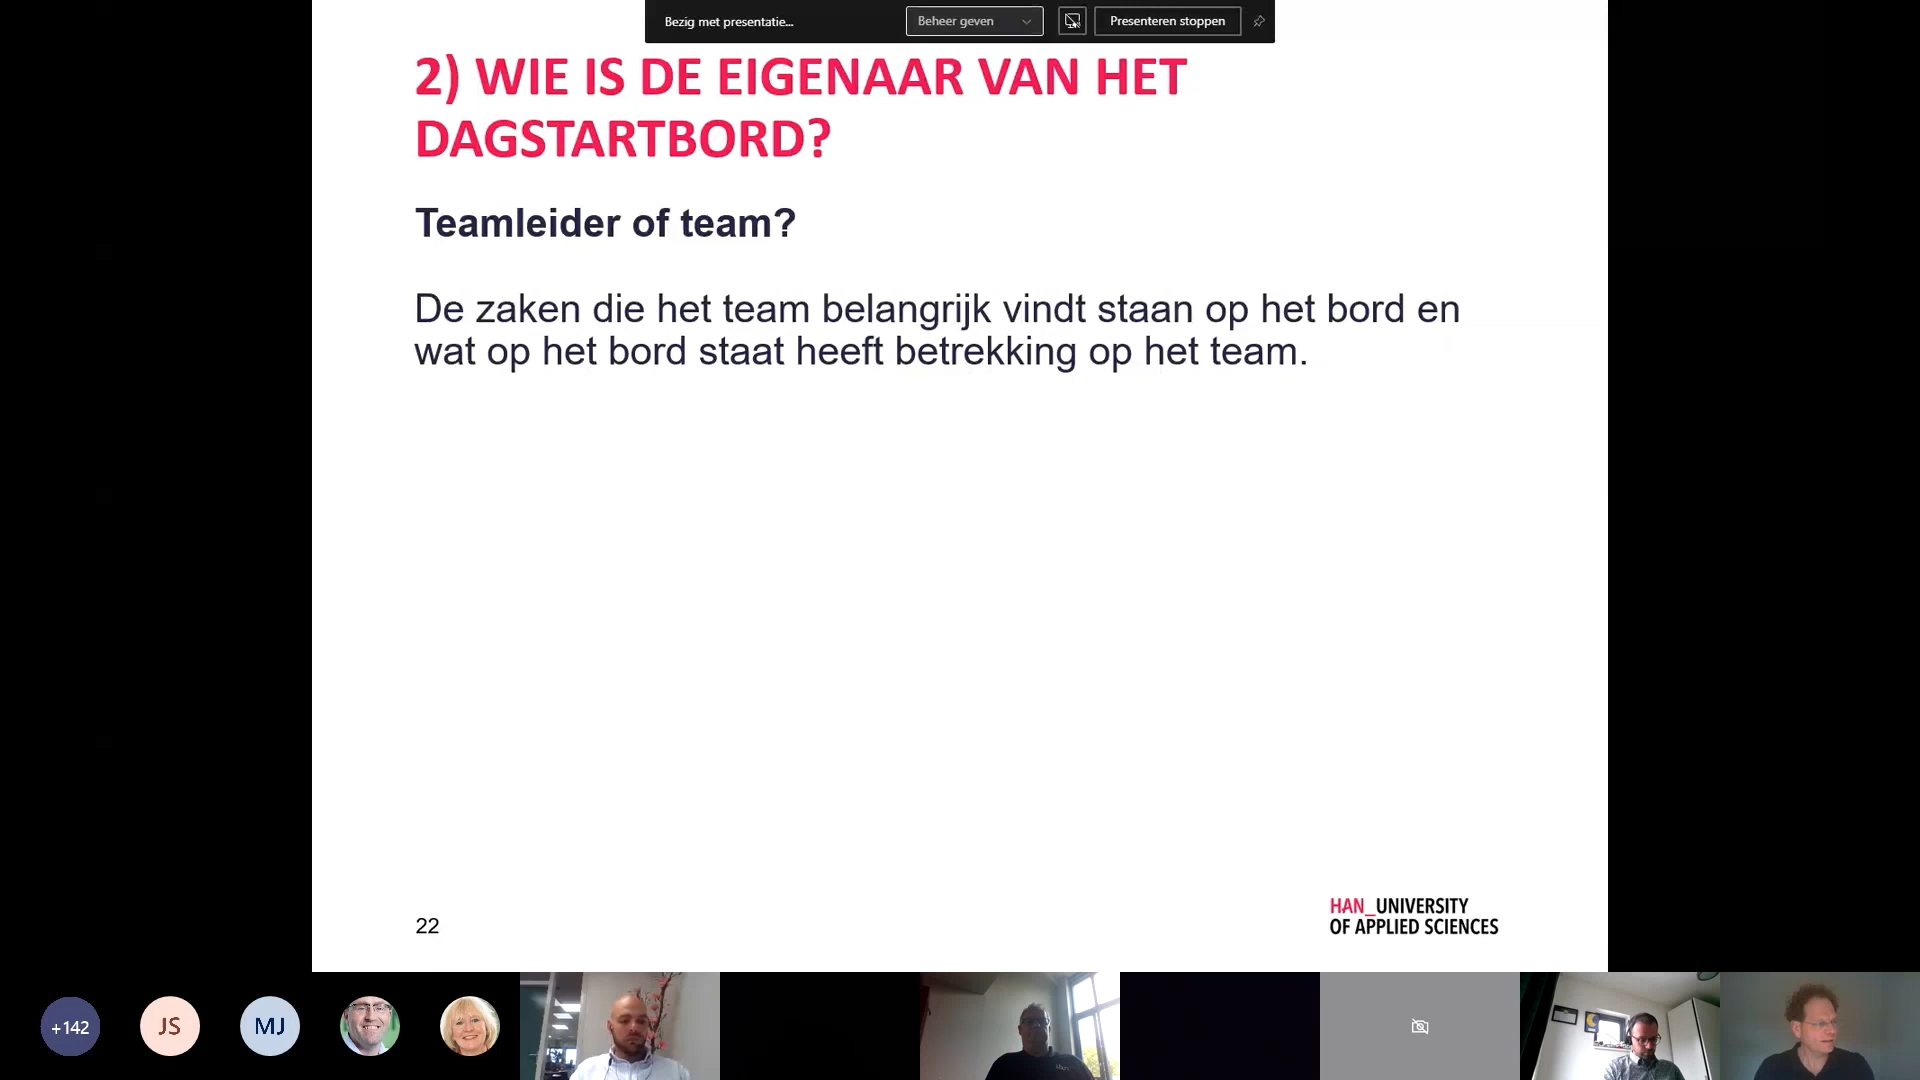 Bezig met presentatie...
Beheer geven
Presenteren stoppen
2) WIE IS DE EIGENAAR VAN HET
DAGSTARTBORD?
Teamleider of team?
De zaken die het team belangrijk vindt staan op het bord en
wat op het bord staat heeft betrekking op het team.
22
HAN_UNIVERSITY
OF APPLIED SCIENCES
+142
JS
MJ